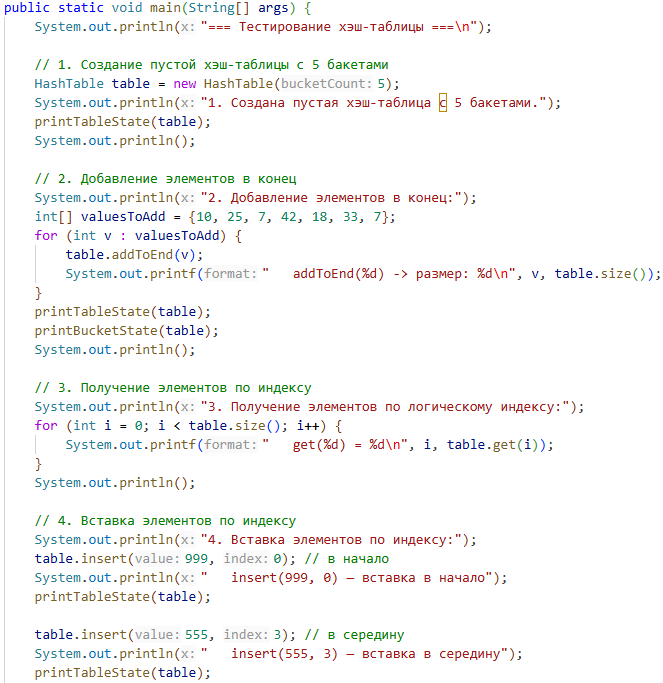 public static void main(String[] args) {
System.out.println(x: "=== Тестирование хэш-таблицы ===\n");
// 1. Создание пустой хэш-таблицы с 5 бакетами
HashTable table = new HashTable(bucketCount: 5);
System.out.println(x: "1. Создана пустая хэш-таблица с 5 бакетами.");
printTableState(table);
System.out.println();
// 2. Добавление элементов в конец
System.out.println(x: "2. Добавление элементов в конец:");
int[] valuesToAdd = {10, 25, 7, 42, 18, 33, 7};
for (int v : valuesToAdd) {
table.addToEnd(v);
System.out.printf(format: "   addToEnd(%d) -> размер: %d\n", v, table.size());
}
printTableState(table);
printBucketState(table);
System.out.println();
// 3. Получение элементов по индексу
System.out.println(x: "3. Получение элементов по логическому индексу:");
for (int i = 0; i < table.size(); i++) {
System.out.printf(format: "   get(%d) = %d\n", i, table.get(i));
}
System.out.println();
// 4. Вставка элементов по индексу
System.out.println(x: "4. Вставка элементов по индексу:");
table.insert(value: 999, index: 0); // в начало
System.out.println(x: "   insert(999, 0) — вставка в начало");
printTableState(table);
table.insert(value: 555, index: 3); // в середину
System.out.println(x: "   insert(555, 3) — вставка в середину");
printTableState(table);